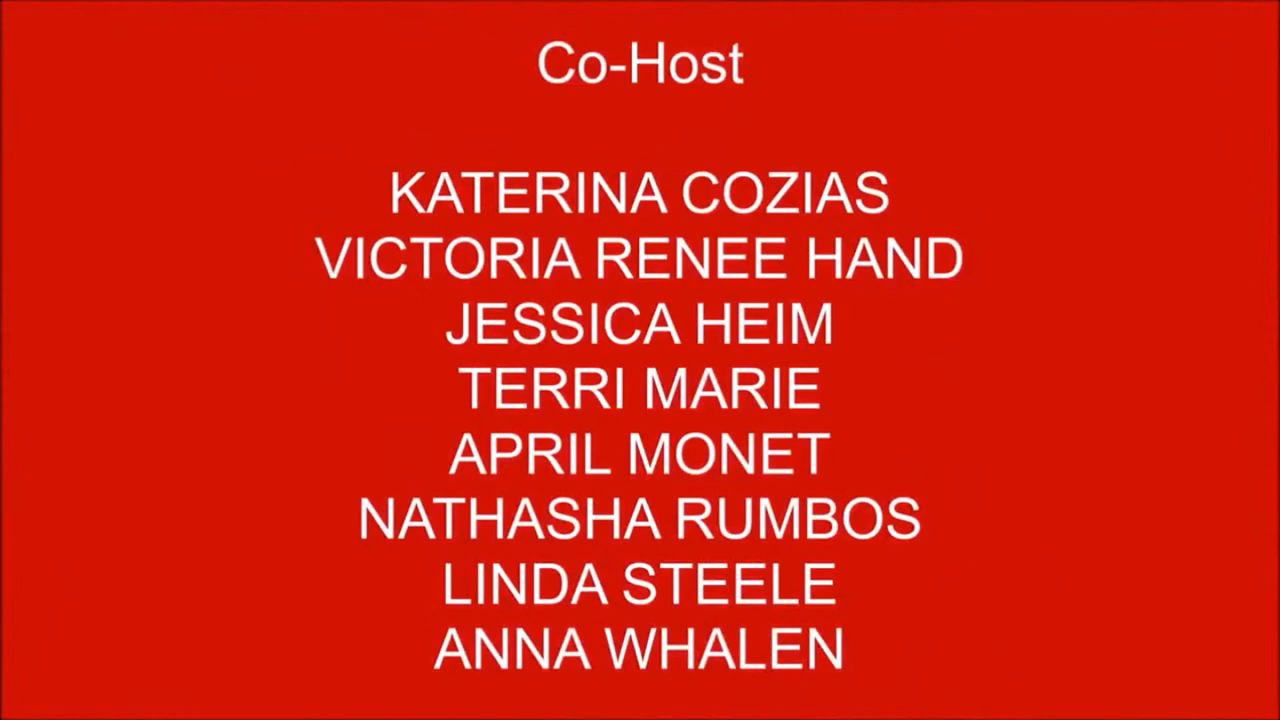 Co-Host
KATERINA COZIAS
VICTORIA RENEE HAND
JESSICA HEIM
TERRI MARIE
APRIL MONET
NATHASHA RUMBOS
LINDA STEELE
ANNA WHALEN